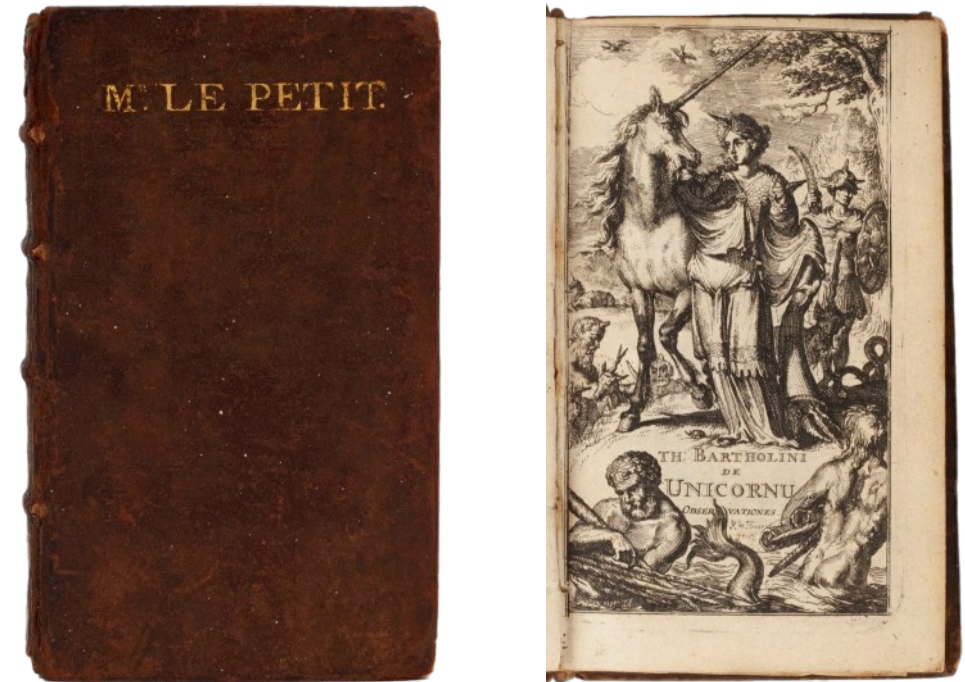 Mr. LE PETIT.
TH. BARTHOLINI
DE
UNICORNU
OBSERVATIONES